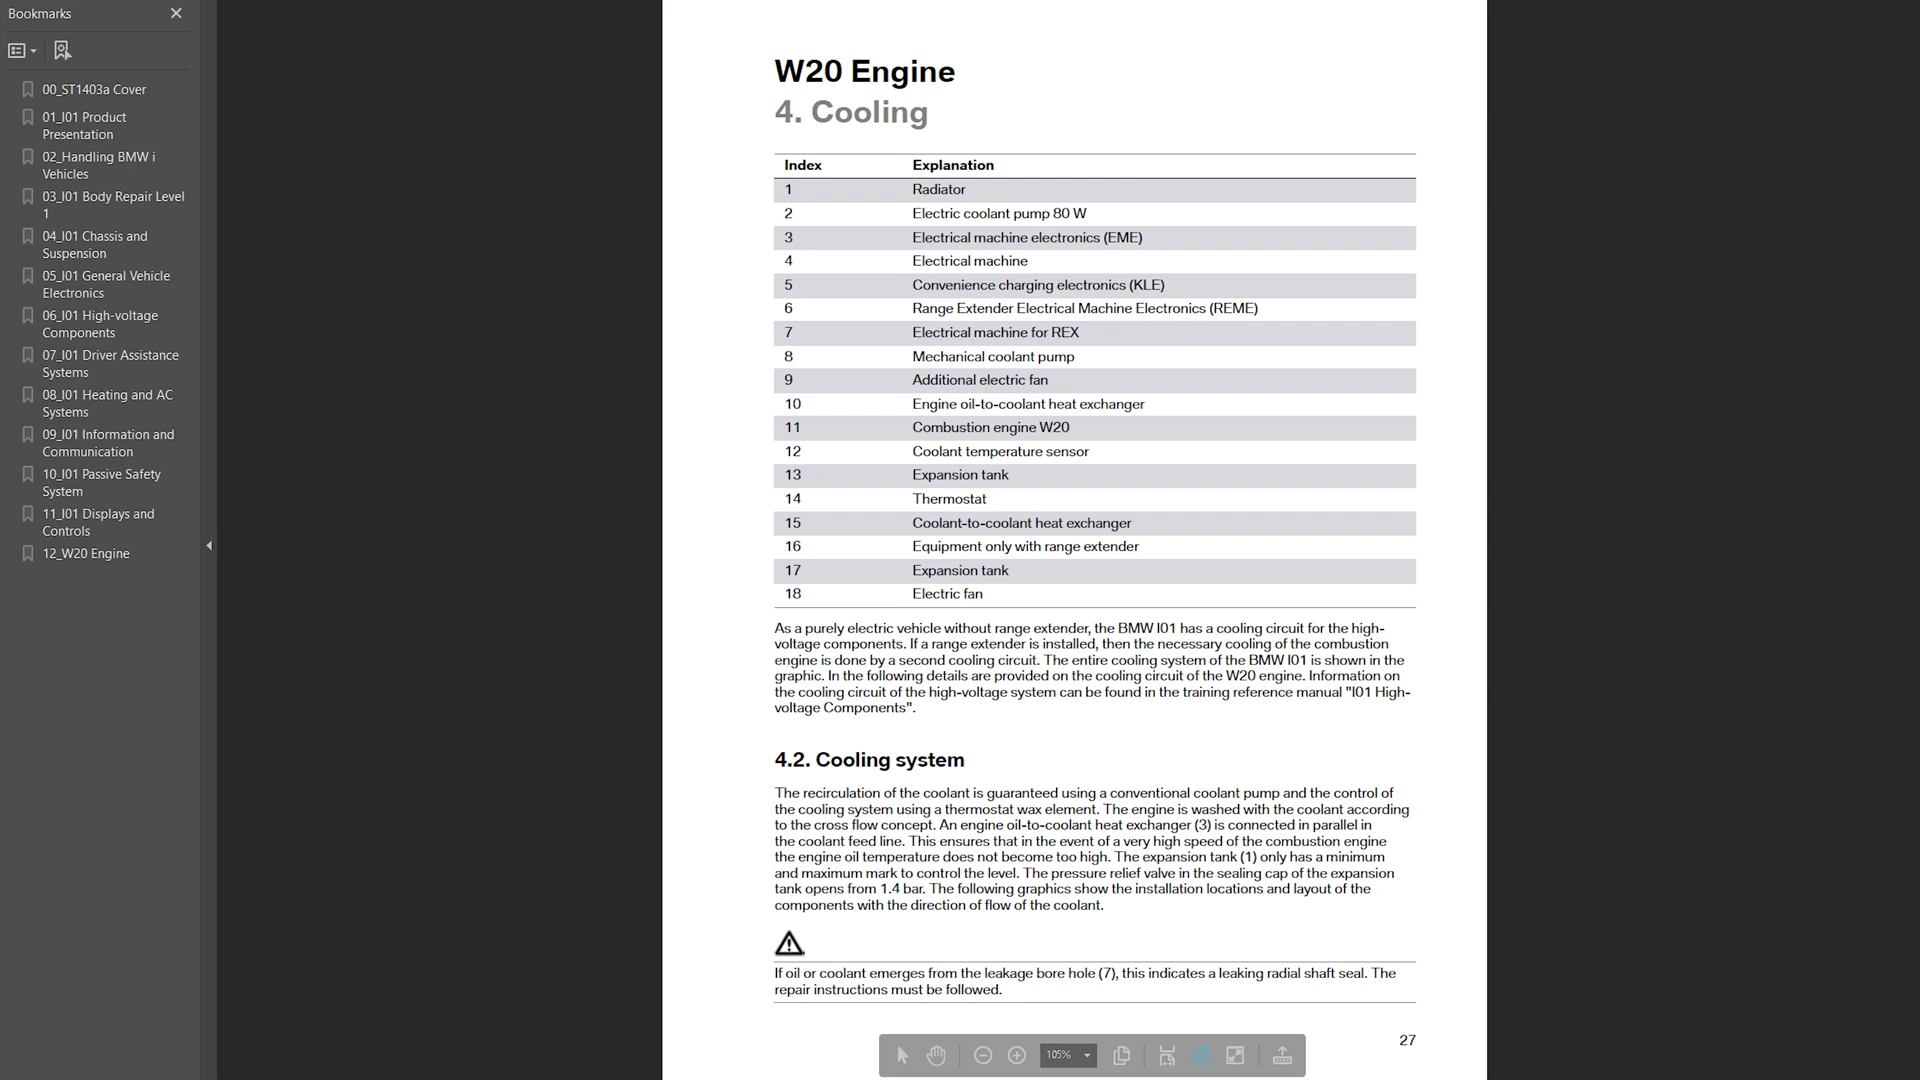 Bookmarks
00_ST1403a Cover
01_I01 Product
Presentation
02_Handling BMW i
Vehicles
03_I01 Body Repair Level
1
04_I01 Chassis and
Suspension
05_I01 General Vehicle
Electronics
06_I01 High-voltage
Components
07_I01 Driver Assistance
Systems
08_I01 Heating and AC
Systems
09_I01 Information and
Communication
10_I01 Passive Safety
System
11_I01 Displays and
Controls
12_W20 Engine
W20 Engine
4. Cooling
Index Explanation
1 Radiator
2 Electric coolant pump 80 W
3 Electrical machine electronics (EME)
4 Electrical machine
5 Convenience charging electronics (KLE)
6 Range Extender Electrical Machine Electronics (REME)
7 Electrical machine for REX
8 Mechanical coolant pump
9 Additional electric fan
10 Engine oil-to-coolant heat exchanger
11 Combustion engine W20
12 Coolant temperature sensor
13 Expansion tank
14 Thermostat
15 Coolant-to-coolant heat exchanger
16 Equipment only with range extender
17 Expansion tank
18 Electric fan
As a purely electric vehicle without range extender, the BMW I01 has a cooling circuit for the high-
voltage components. If a range extender is installed, then the necessary cooling of the combustion
engine is done by a second cooling circuit. The entire cooling system of the BMW I01 is shown in the
graphic. In the following details are provided on the cooling circuit of the W20 engine. Information on
the cooling circuit of the high-voltage system can be found in the training reference manual "I01 High-
voltage Components".
4.2. Cooling system
The recirculation of the coolant is guaranteed using a conventional coolant pump and the control of
the cooling system using a thermostat wax element. The engine is washed with the coolant according
to the cross flow concept. An engine oil-to-coolant heat exchanger (3) is connected in parallel in
the coolant feed line. This ensures that in the event of a very high speed of the combustion engine
the engine oil temperature does not become too high. The expansion tank (1) only has a minimum
and maximum mark to control the level. The pressure relief valve in the sealing cap of the expansion
tank opens from 1.4 bar. The following graphics show the installation locations and layout of the
components with the direction of flow of the coolant.
If oil or coolant emerges from the leakage bore hole (7), this indicates a leaking radial shaft seal. The
repair instructions must be followed.
27
105%